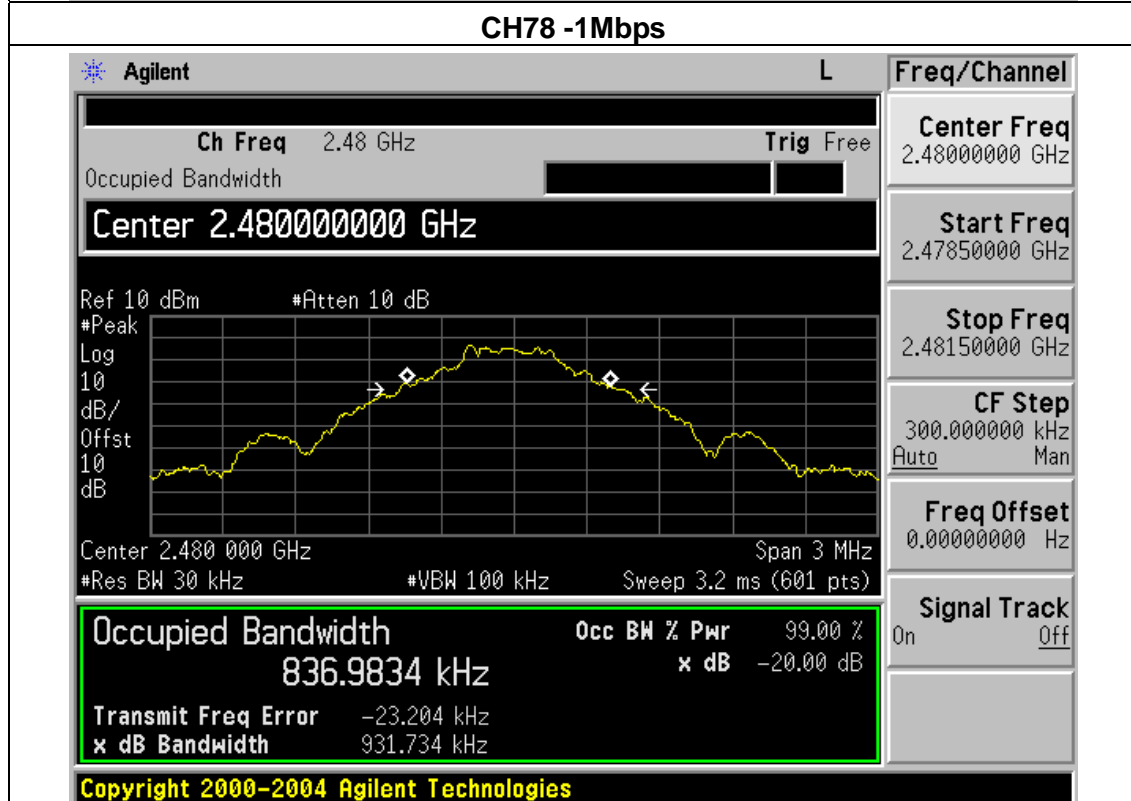 CH78 -1Mbps
Agilent L Freq/Channel
Ch Freq 2.48 GHz Trig Free
Occupied Bandwidth
Center 2.480000000 GHz
Center Freq
2.48000000 GHz
Start Freq
2.47850000 GHz
Stop Freq
2.48150000 GHz
CF Step
300.000000 kHz
Auto Man
Freq Offset
0.00000000 Hz
Signal Track
On Off
Ref 10 dBm #Atten 10 dB
#Peak
Log
10
dB/
Offst
10
dB
Center 2.480 000 GHz Span 3 MHz
#Res BW 30 kHz #VBW 100 kHz Sweep 3.2 ms (601 pts)
Occupied Bandwidth Occ BW % Pwr 99.00 %
836.9834 kHz x dB -20.00 dB
Transmit Freq Error -23.204 kHz
x dB Bandwidth 931.734 kHz
Copyright 2000-2004 Agilent Technologies